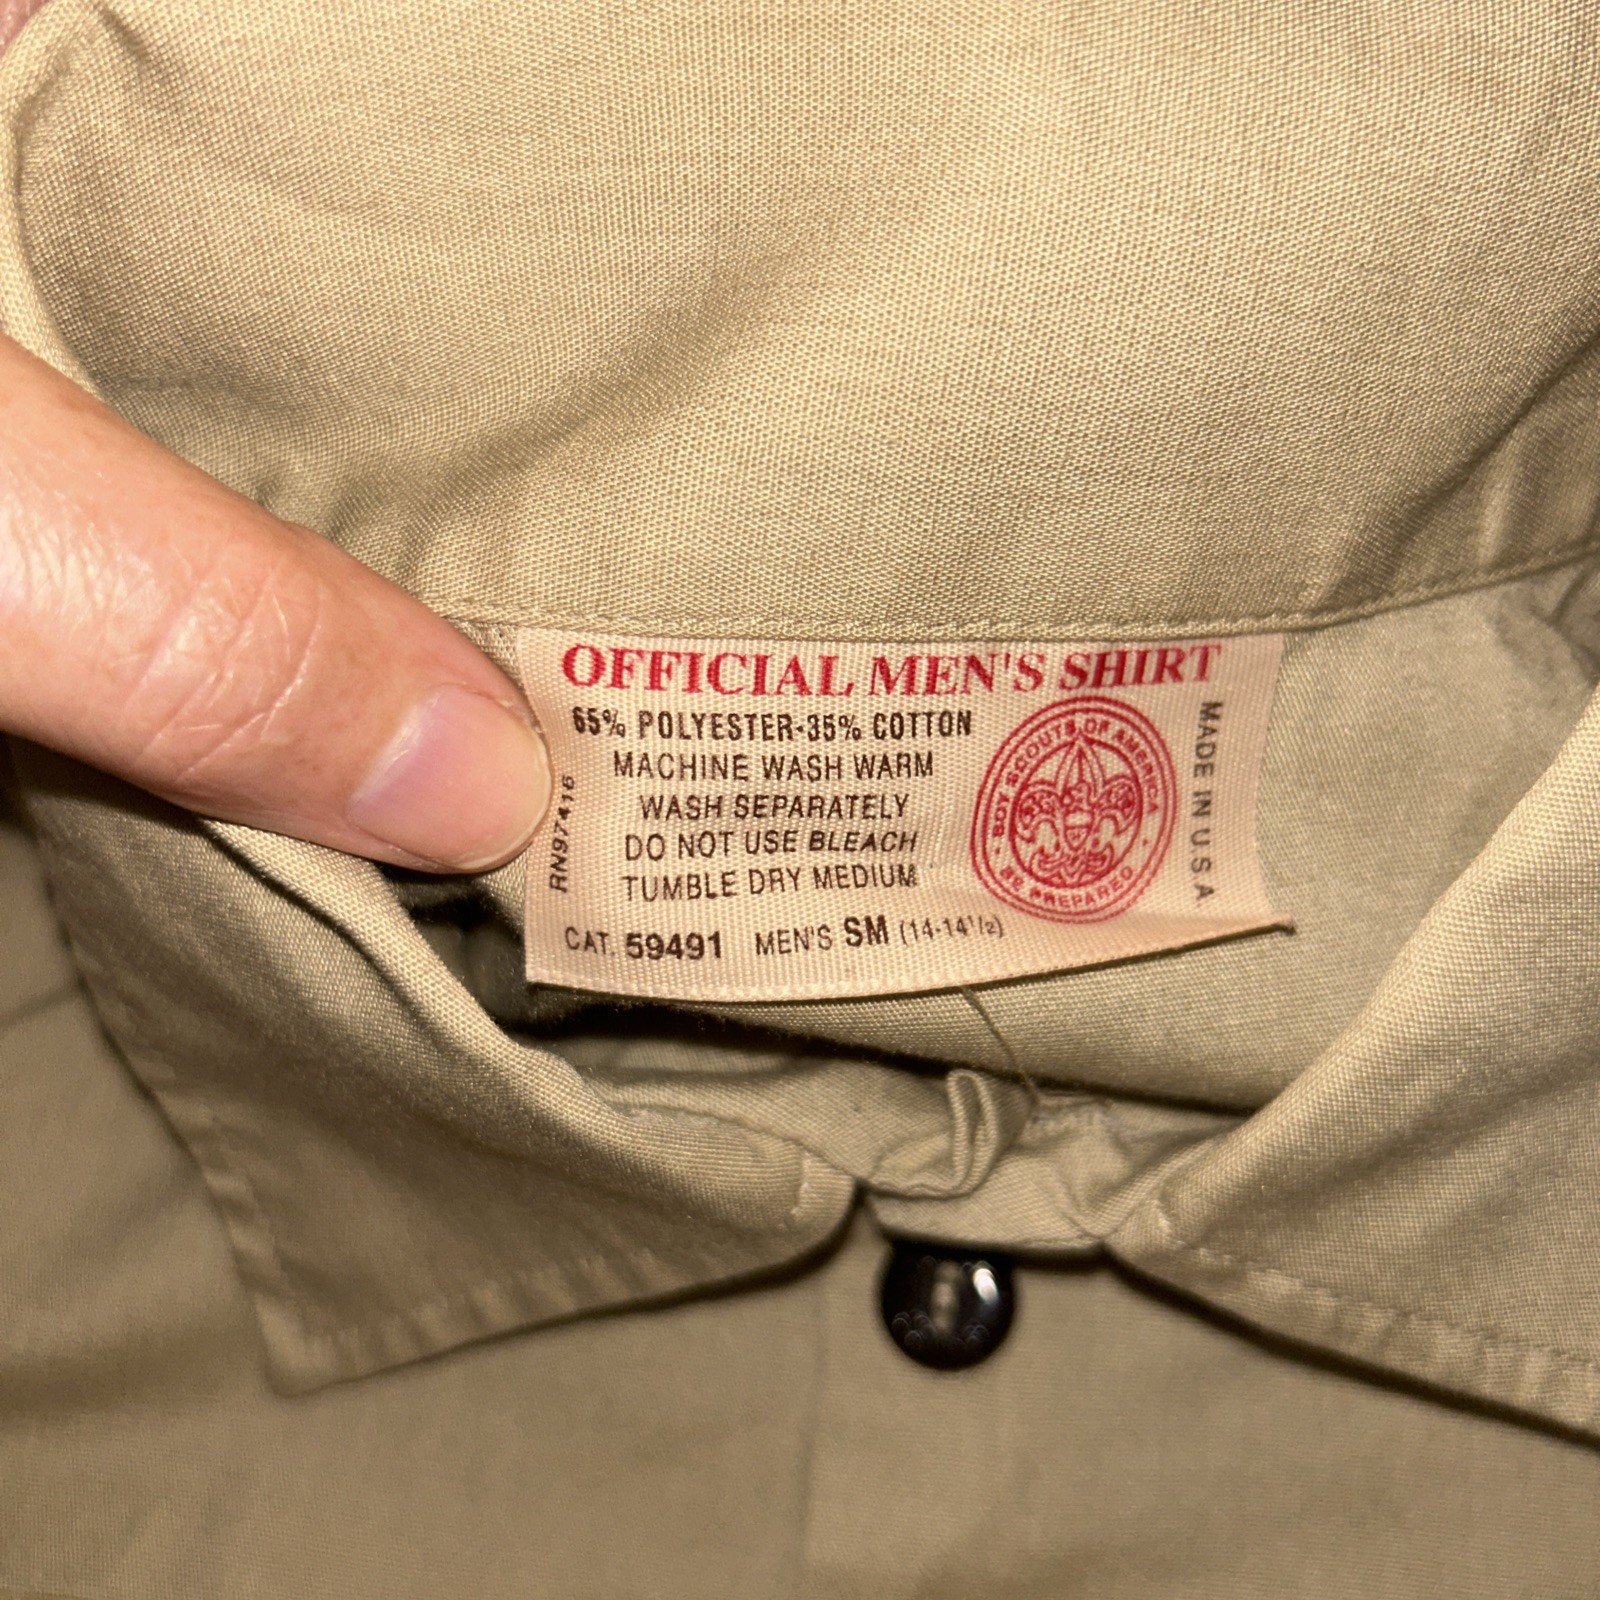 OFFICIAL MEN'S SHIRT
65% POLYESTER-35% COTTON
MACHINE WASH WARM
WASH SEPARATELY
DO NOT USE BLEACH
TUMBLE DRY MEDIUM
RN97416
CAT. 59491 MEN'S SM (14-14½)
BOY SCOUTS OF AMERICA
BE PREPARED
MADE IN U S A